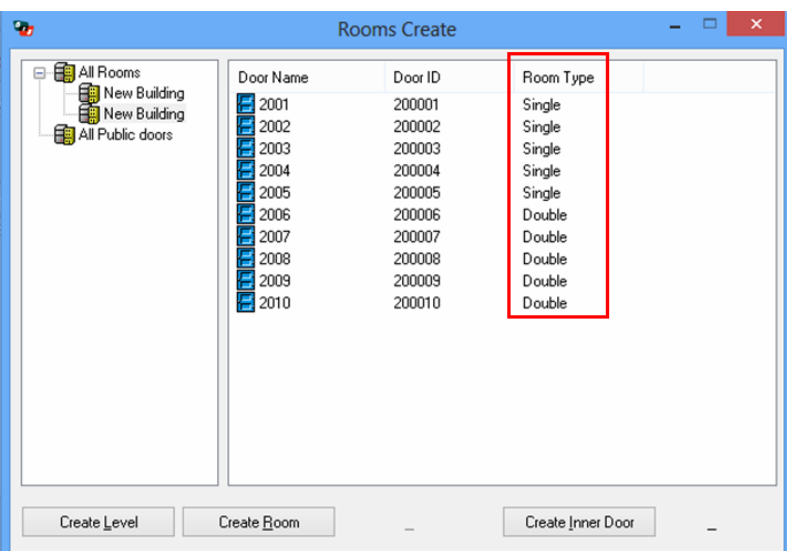 Rooms Create
All Rooms
New Building
New Building
All Public doors
Door Name Door ID Room Type
2001 200001 Single
2002 200002 Single
2003 200003 Single
2004 200004 Single
2005 200005 Single
2006 200006 Double
2007 200007 Double
2008 200008 Double
2009 200009 Double
2010 200010 Double
Create Level Create Room _ Create Inner Door _